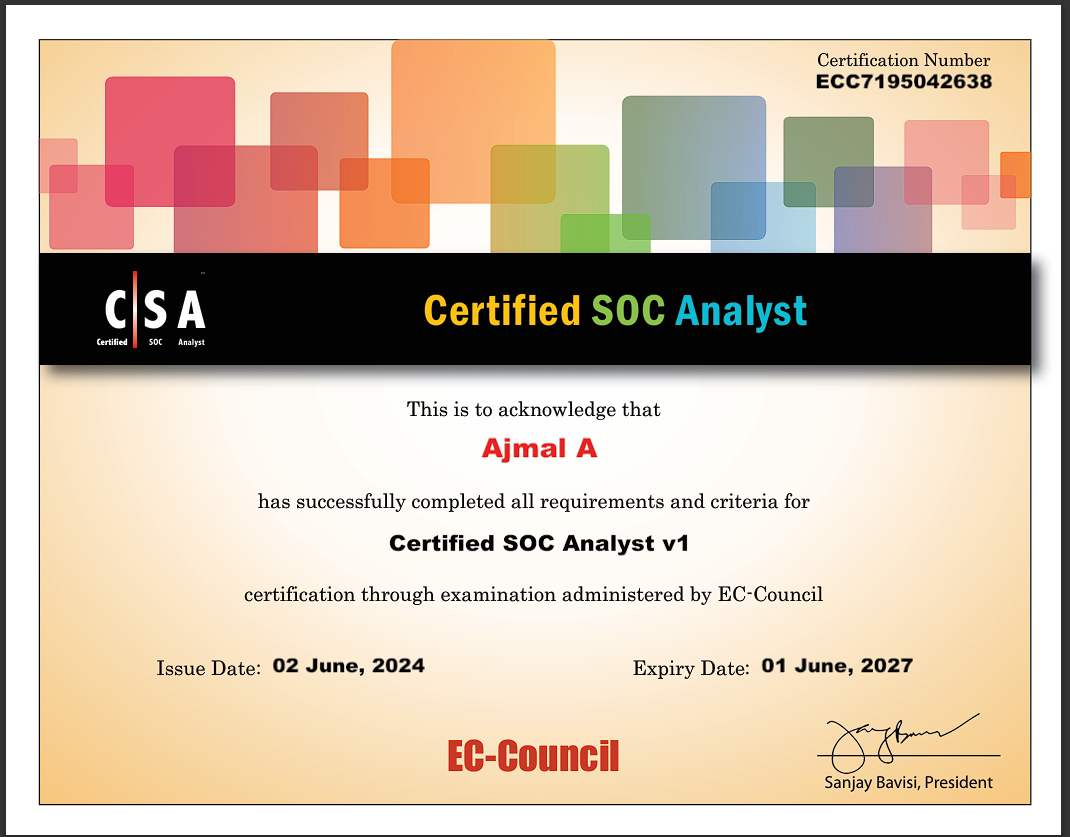 Certification Number
ECC7195042638
CSA
™
Certified SOC Analyst
Certified SOC Analyst
This is to acknowledge that
Ajmal A
has successfully completed all requirements and criteria for
Certified SOC Analyst v1
certification through examination administered by EC-Council
Issue Date: 02 June, 2024
Expiry Date: 01 June, 2027
EC-Council
Sanjay Bavisi, President